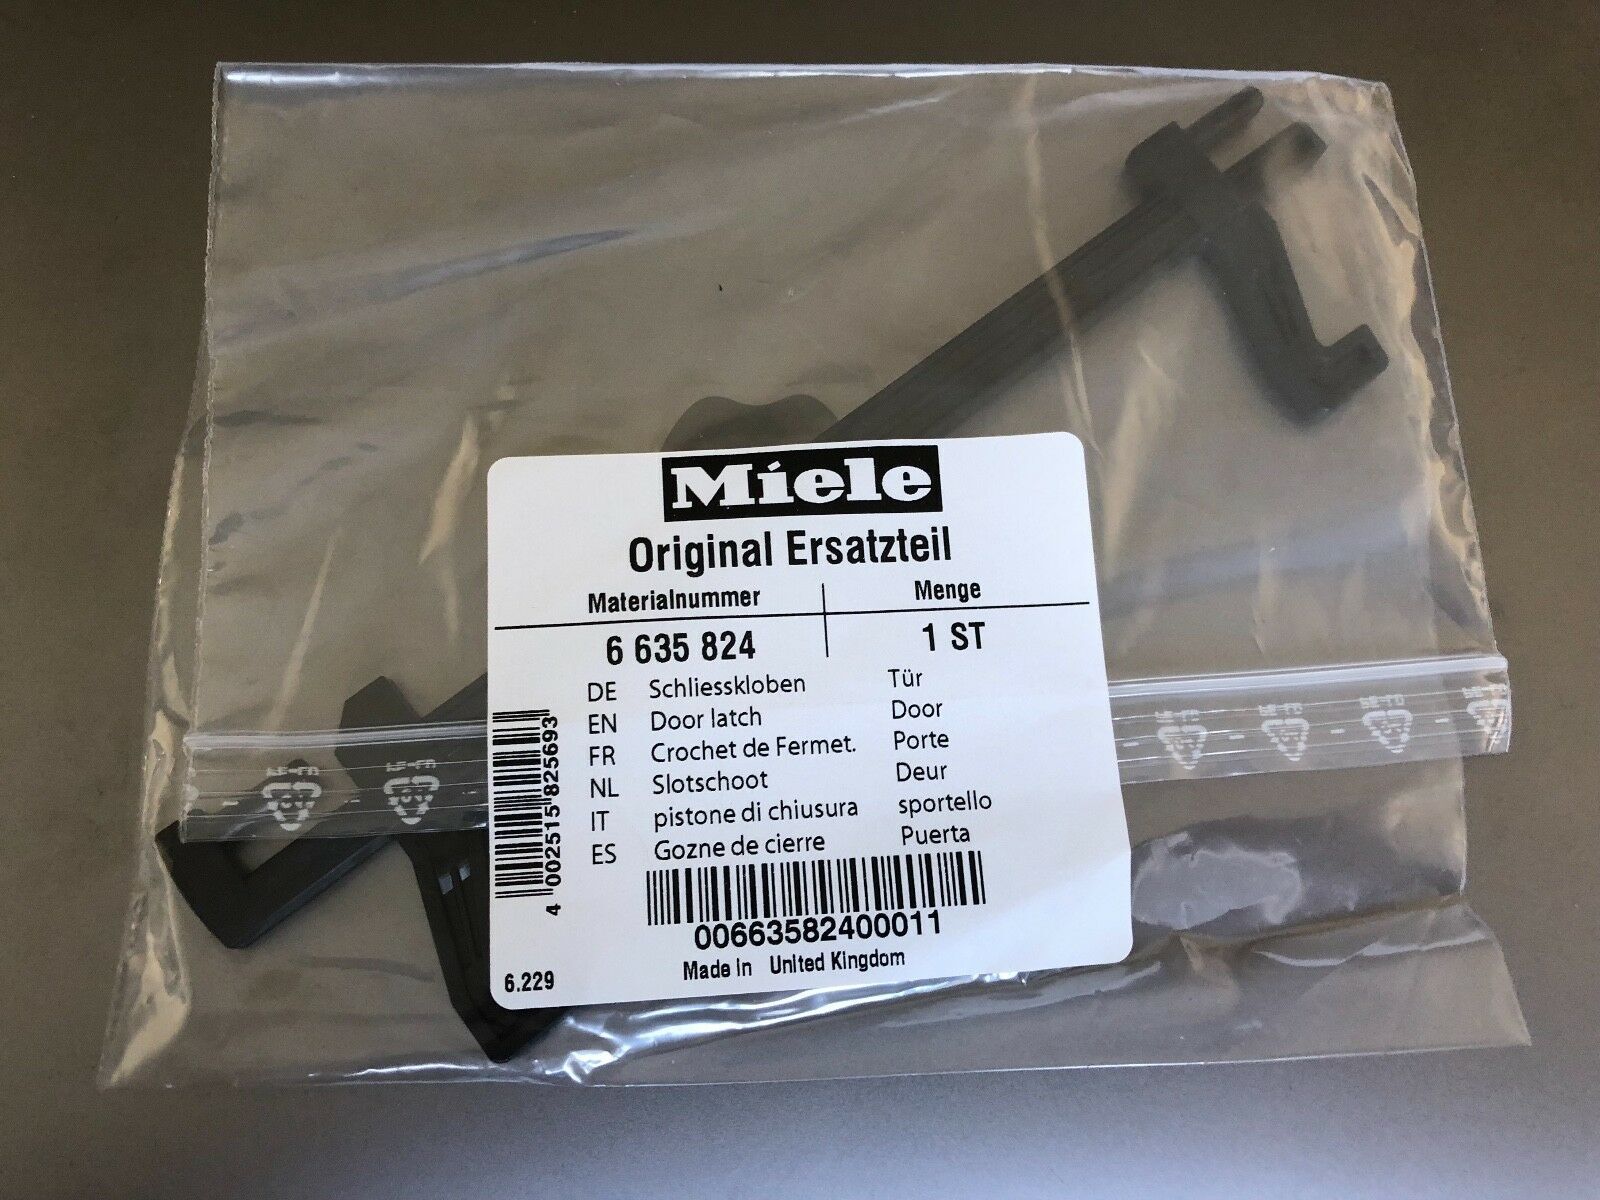 Miele
Original Ersatzteil
Materialnummer Menge
6 635 824 1 ST
DE Schliesskloben Tür
EN Door latch Door
FR Crochet de Fermet. Porte
NL Slotschoot Deur
IT pistone di chiusura sportello
ES Gozne de cierre Puerta
4 002515 825693
00663582400011
6.229 Made in United Kingdom